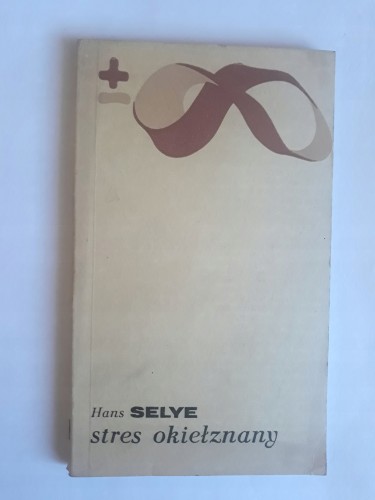 ±
Hans SELYE
stres okiełznany